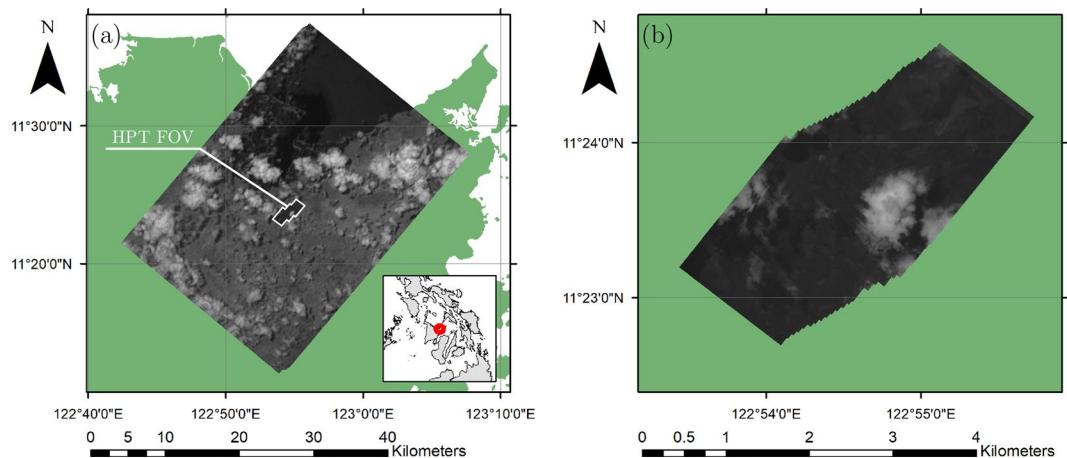 (a)
N
HPT FOV
11°30'0"N
11°20'0"N
122°40'0"E
122°50'0"E
123°0'0"E
123°10'0"E
0 5 10 20 30 40
Kilometers
(b)
N
11°24'0"N
11°23'0"N
122°54'0"E
122°55'0"E
0 0.5 1 2 3 4
Kilometers